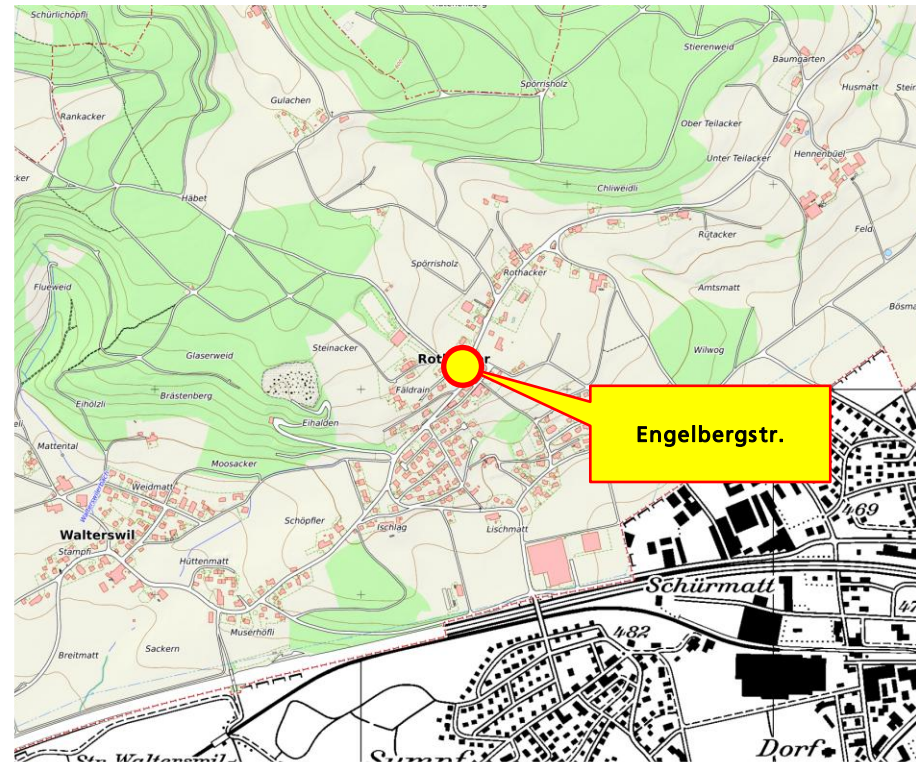 Schürlichöpfli
Stierenweid
Baumgarten
Spörrisholz
Husmatt
Gulachen
Rankacker
Ober Teilacker
Hennenbüel
Unter Teilacker
Chliweidli
Häbet
Rütacker
Feld
Spörrisholz
Rothacker
Flueweid
Amtsmatt
Steinacker
Wilwog
Glaserweid
Fäldrain
Brästenberg
Eihölzli
Eihalden
Engelbergstr.
Mattental
Moosacker
Weidmatt
469
Schöpfler
Ischlag
Lischmatt
Walterswil
Stampfi
Hüttenmatt
Schürmatt
482
Muserhöfli
Sackern
Breitmatt
Dorf